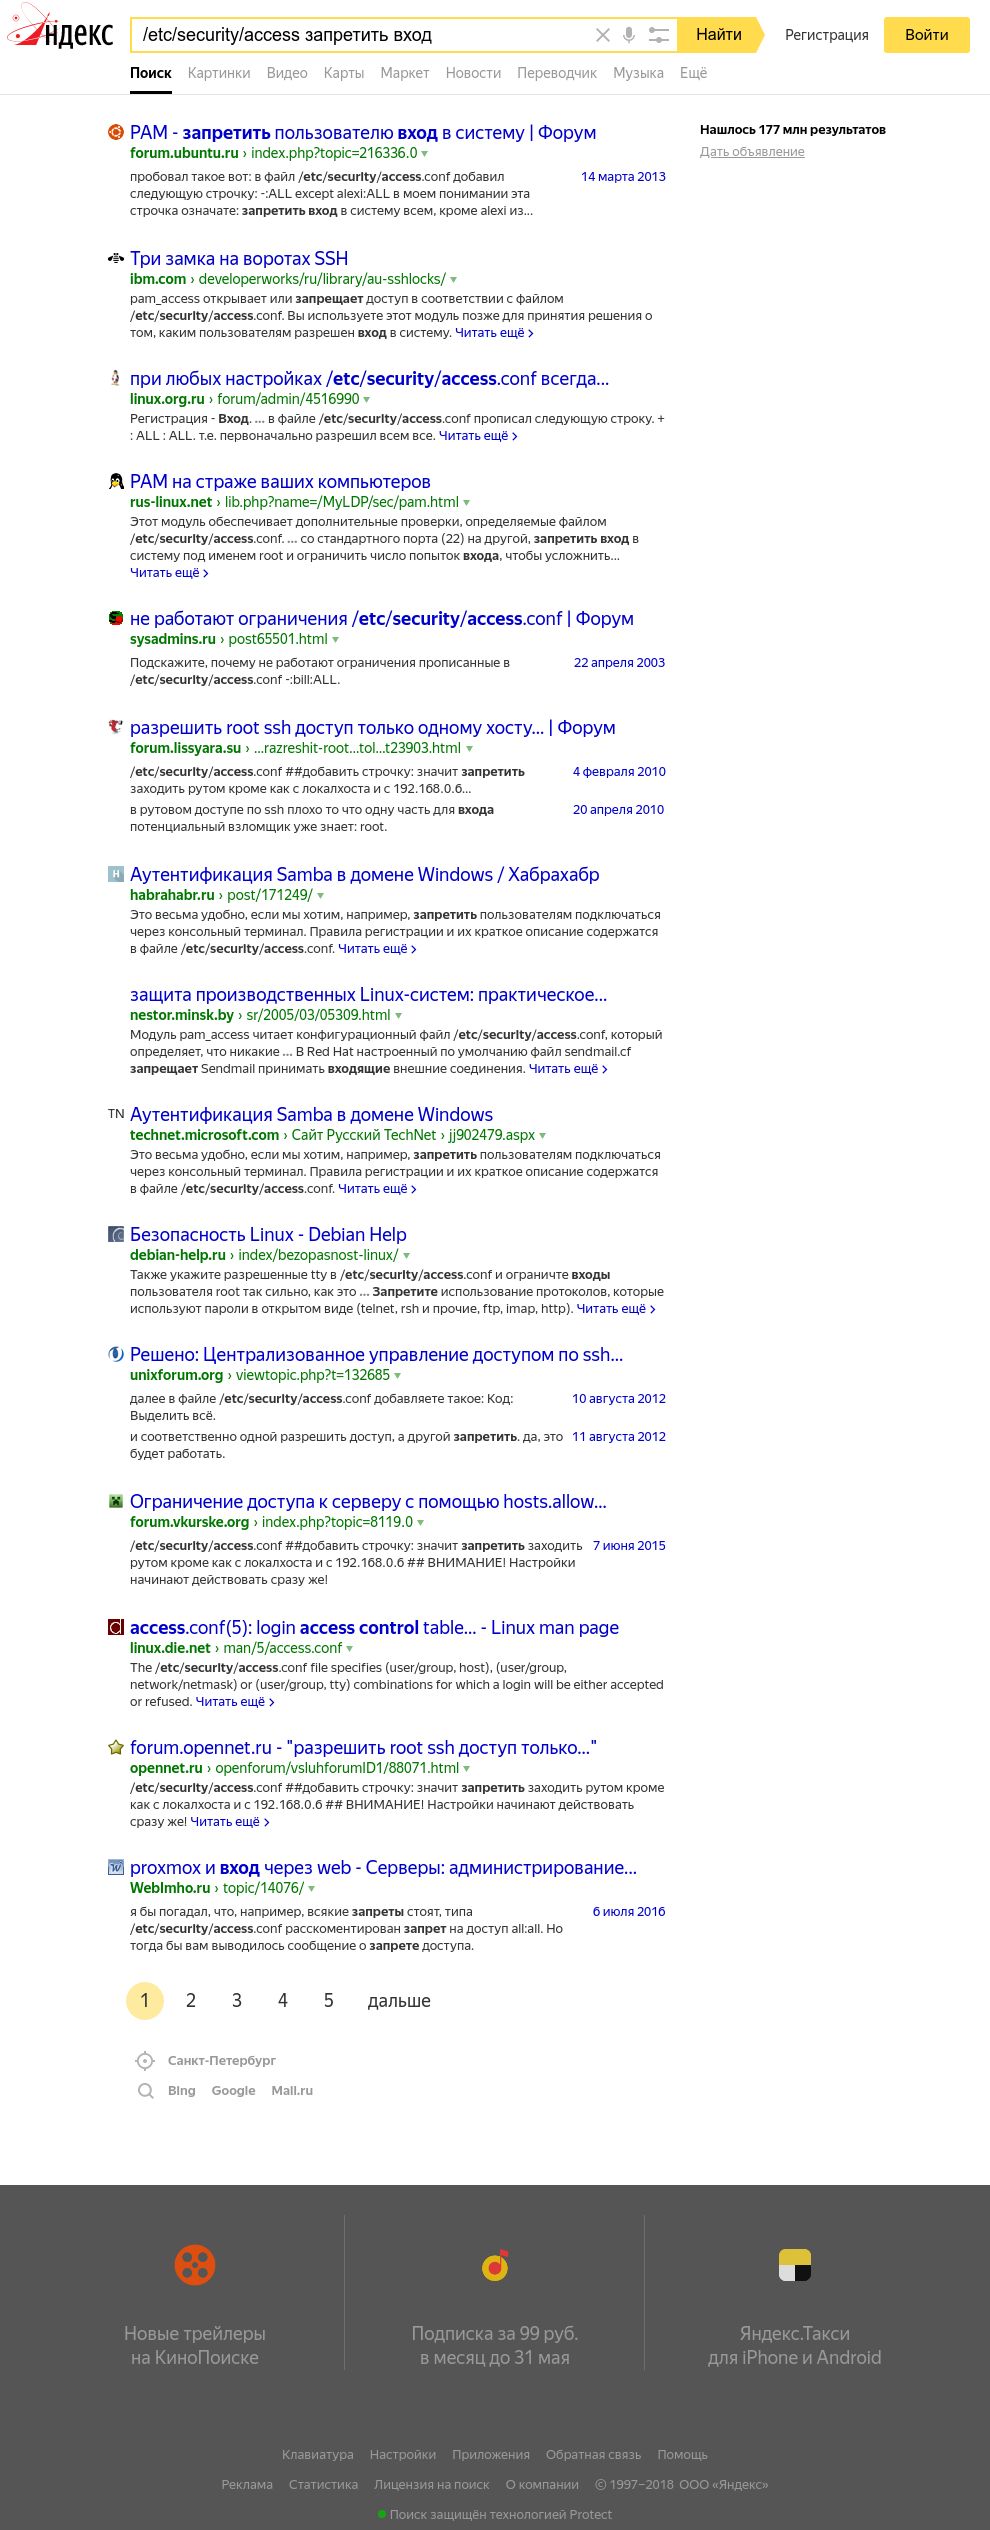 Яндекс
/etc/security/access запретить вход
Найти
Регистрация
Войти
Поиск Картинки Видео Карты Маркет Новости Переводчик Музыка Ещё
Нашлось 177 млн результатов
Дать объявление
PAM - запретить пользователю вход в систему | Форум
forum.ubuntu.ru › index.php?topic=216336.0
пробовал такое вот: в файл /etc/security/access.conf добавил 14 марта 2013
следующую строчку: -:ALL except alexi:ALL в моем понимании эта
строчка означате: запретить вход в систему всем, кроме alexi из...
Три замка на воротах SSH
ibm.com › developerworks/ru/library/au-sshlocks/
pam_access открывает или запрещает доступ в соответствии с файлом
/etc/security/access.conf. Вы используете этот модуль позже для принятия решения о
том, каким пользователям разрешен вход в систему. Читать ещё ›
при любых настройках /etc/security/access.conf всегда...
linux.org.ru › forum/admin/4516990
Регистрация - Вход. ... в файле /etc/security/access.conf прописал следующую строку. +
: ALL : ALL. т.е. первоначально разрешил всем все. Читать ещё ›
PAM на страже ваших компьютеров
rus-linux.net › lib.php?name=/MyLDP/sec/pam.html
Этот модуль обеспечивает дополнительные проверки, определяемые файлом
/etc/security/access.conf. ... со стандартного порта (22) на другой, запретить вход в
систему под именем root и ограничить число попыток входа, чтобы усложнить...
Читать ещё ›
не работают ограничения /etc/security/access.conf | Форум
sysadmins.ru › post65501.html
Подскажите, почему не работают ограничения прописанные в 22 апреля 2003
/etc/security/access.conf -:bill:ALL.
разрешить root ssh доступ только одному хосту... | Форум
forum.lissyara.su › ...razreshit-root...tol...t23903.html
/etc/security/access.conf ##добавить строчку: значит запретить 4 февраля 2010
заходить рутом кроме как с локалхоста и с 192.168.0.6...
в рутовом доступе по ssh плохо то что одну часть для входа 20 апреля 2010
потенциальный взломщик уже знает: root.
H
Аутентификация Samba в домене Windows / Хабрахабр
habrahabr.ru › post/171249/
Это весьма удобно, если мы хотим, например, запретить пользователям подключаться
через консольный терминал. Правила регистрации и их краткое описание содержатся
в файле /etc/security/access.conf. Читать ещё ›
защита производственных Linux-систем: практическое...
nestor.minsk.by › sr/2005/03/05309.html
Модуль pam_access читает конфигурационный файл /etc/security/access.conf, который
определяет, что никакие ... В Red Hat настроенный по умолчанию файл sendmail.cf
запрещает Sendmail принимать входящие внешние соединения. Читать ещё ›
TN Аутентификация Samba в домене Windows
technet.microsoft.com › Сайт Русский TechNet › jj902479.aspx
Это весьма удобно, если мы хотим, например, запретить пользователям подключаться
через консольный терминал. Правила регистрации и их краткое описание содержатся
в файле /etc/security/access.conf. Читать ещё ›
Безопасность Linux - Debian Help
debian-help.ru › index/bezopasnost-linux/
Также укажите разрешенные tty в /etc/security/access.conf и ограничте входы
пользователя root так сильно, как это ... Запретите использование протоколов, которые
используют пароли в открытом виде (telnet, rsh и прочие, ftp, imap, http). Читать ещё ›
Решено: Централизованное управление доступом по ssh...
unixforum.org › viewtopic.php?t=132685
далее в файле /etc/security/access.conf добавляете такое: Код: 10 августа 2012
Выделить всё.
и соответственно одной разрешить доступ, а другой запретить. да, это 11 августа 2012
будет работать.
Ограничение доступа к серверу с помощью hosts.allow...
forum.vkurske.org › index.php?topic=8119.0
/etc/security/access.conf ##добавить строчку: значит запретить заходить 7 июня 2015
рутом кроме как с локалхоста и с 192.168.0.6 ## ВНИМАНИЕ! Настройки
начинают действовать сразу же!
access.conf(5): login access control table... - Linux man page
linux.die.net › man/5/access.conf
The /etc/security/access.conf file specifies (user/group, host), (user/group,
network/netmask) or (user/group, tty) combinations for which a login will be either accepted
or refused. Читать ещё ›
forum.opennet.ru - "разрешить root ssh доступ только..."
opennet.ru › openforum/vsluhforumID1/88071.html
/etc/security/access.conf ##добавить строчку: значит запретить заходить рутом кроме
как с локалхоста и с 192.168.0.6 ## ВНИМАНИЕ! Настройки начинают действовать
сразу же! Читать ещё ›
W
proxmox и вход через web - Серверы: администрирование...
WebImho.ru › topic/14076/
я бы погадал, что, например, всякие запреты стоят, типа 6 июля 2016
/etc/security/access.conf расскоментирован запрет на доступ all:all. Но
тогда бы вам выводилось сообщение о запрете доступа.
1 2 3 4 5 дальше
Санкт-Петербург
Bing Google Mail.ru
Новые трейлеры
на КиноПоиске
Подписка за 99 руб.
в месяц до 31 мая
Яндекс.Такси
для iPhone и Android
Клавиатура Настройки Приложения Обратная связь Помощь
Реклама Статистика Лицензия на поиск О компании © 1997–2018 ООО «Яндекс»
Поиск защищён технологией Protect